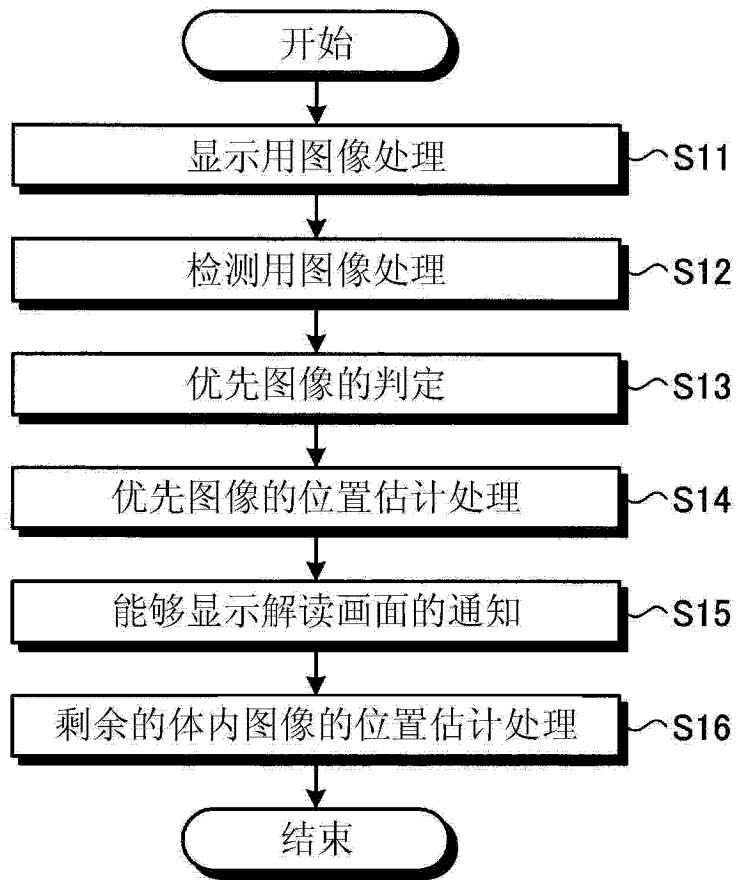 开始
显示用图像处理 S11
检测用图像处理 S12
优先图像的判定 S13
优先图像的位置估计处理 S14
能够显示解读画面的通知 S15
剩余的体内图像的位置估计处理 S16
结束